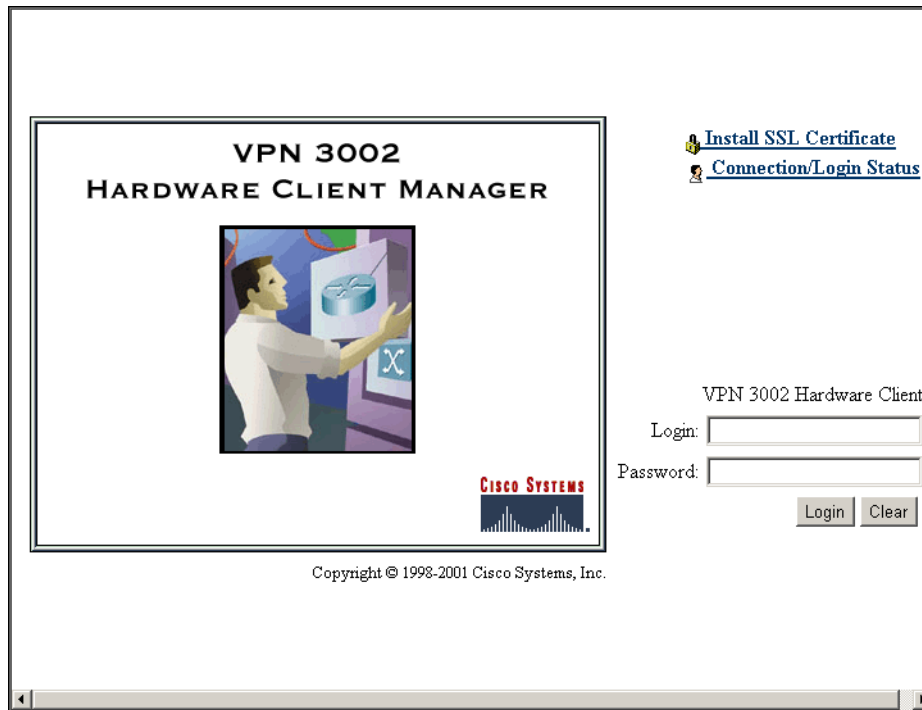 VPN 3002
HARDWARE CLIENT MANAGER
CISCO SYSTEMS
Copyright © 1998-2001 Cisco Systems, Inc.
Install SSL Certificate
Connection/Login Status
VPN 3002 Hardware Client
Login:
Password:
Login Clear